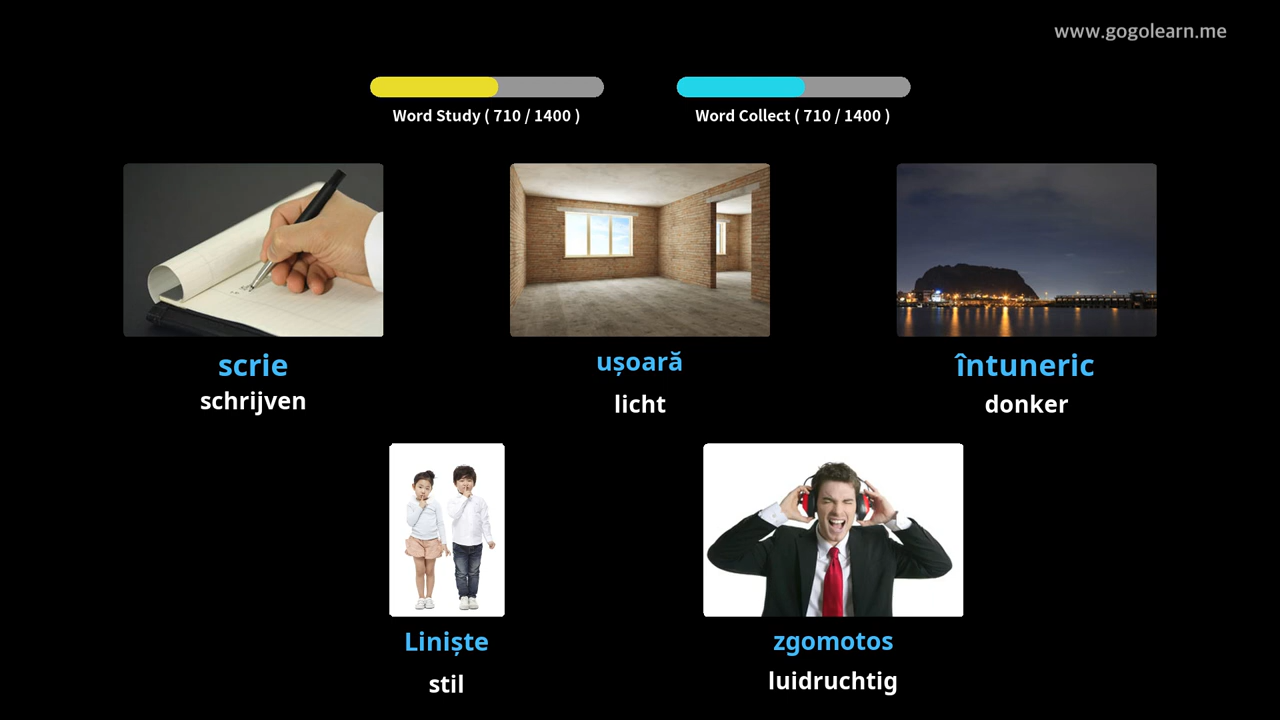 www.gogolearn.me
Word Study ( 710 / 1400 )
Word Collect ( 710 / 1400 )
scrie
schrijven
ușoară
licht
întuneric
donker
Liniște
stil
zgomotos
luidruchtig